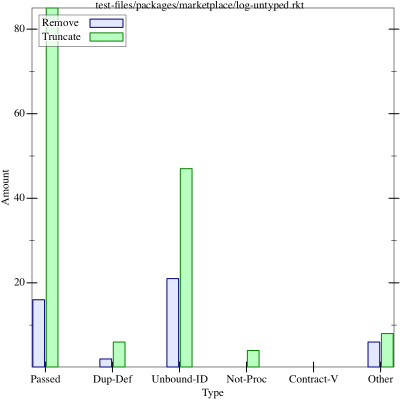 test-files/packages/marketplace/log-untyped.rkt
Remove
Truncate
80
60
40
20
Amount
Passed Dup-Def Unbound-ID Not-Proc Contract-V Other
Type